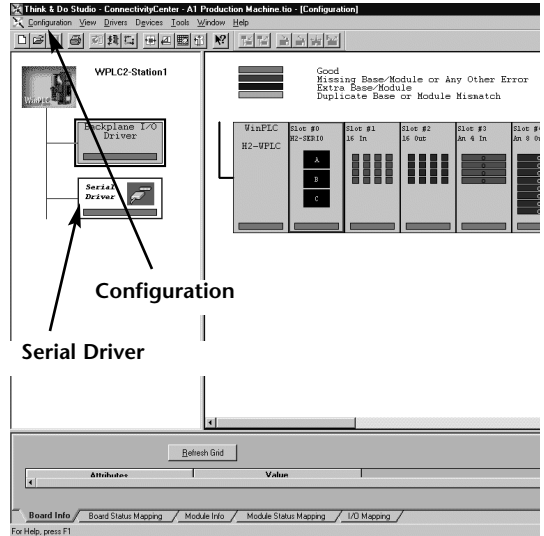 Think & Do Studio - ConnectivityCenter - A1 Production Machine.tio - [Configuration]
Configuration View Drivers Devices Tools Window Help
WinPLC
WPLC2-Station1
Backplane I/O
Driver
Serial
Driver
Good
Missing Base/Module or Any Other Error
Extra Base/Module
Duplicate Base or Module Mismatch
WinPLC
H2-WPLC
Slot #0
H2-SERIO
A
B
C
Slot #1
16 In
Slot #2
16 Out
Slot #3
An 4 In
Slot #4
An 8 O
Configuration
Serial Driver
Refresh Grid
Attributes Value
Board Info Board Status Mapping Module Info Module Status Mapping I/O Mapping
For Help, press F1